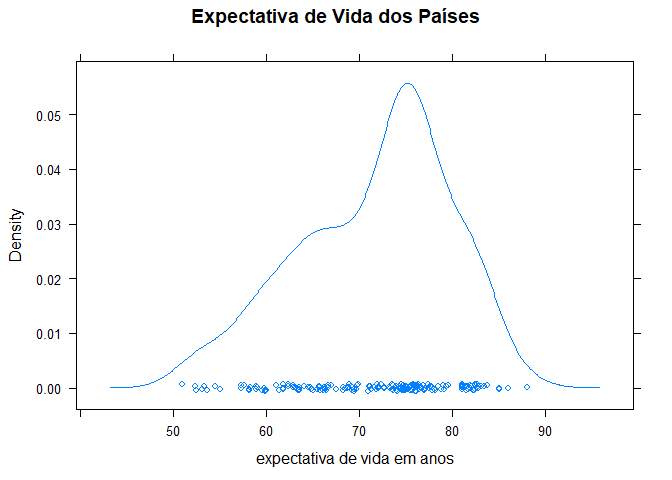 Expectativa de Vida dos Países
Density
0.05
0.04
0.03
0.02
0.01
0.00
50 60 70 80 90
expectativa de vida em anos